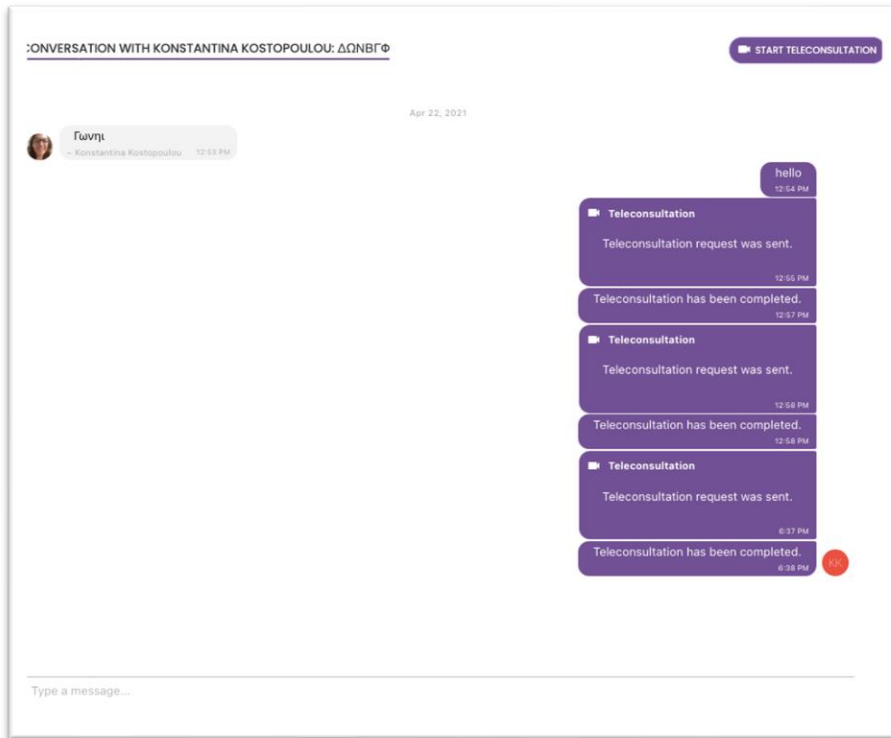 CONVERSATION WITH KONSTANTINA KOSTOPOULOU: ΔΩΝΒΓΦ
START TELECONSULTATION
Apr 22, 2021
Γωνηι
~ Konstantina Kostopoulou 12:53 PM
hello
12:54 PM
Teleconsultation
Teleconsultation request was sent.
12:55 PM
Teleconsultation has been completed.
12:57 PM
Teleconsultation
Teleconsultation request was sent.
12:58 PM
Teleconsultation has been completed.
12:58 PM
Teleconsultation
Teleconsultation request was sent.
6:37 PM
Teleconsultation has been completed.
6:38 PM
KK
Type a message...